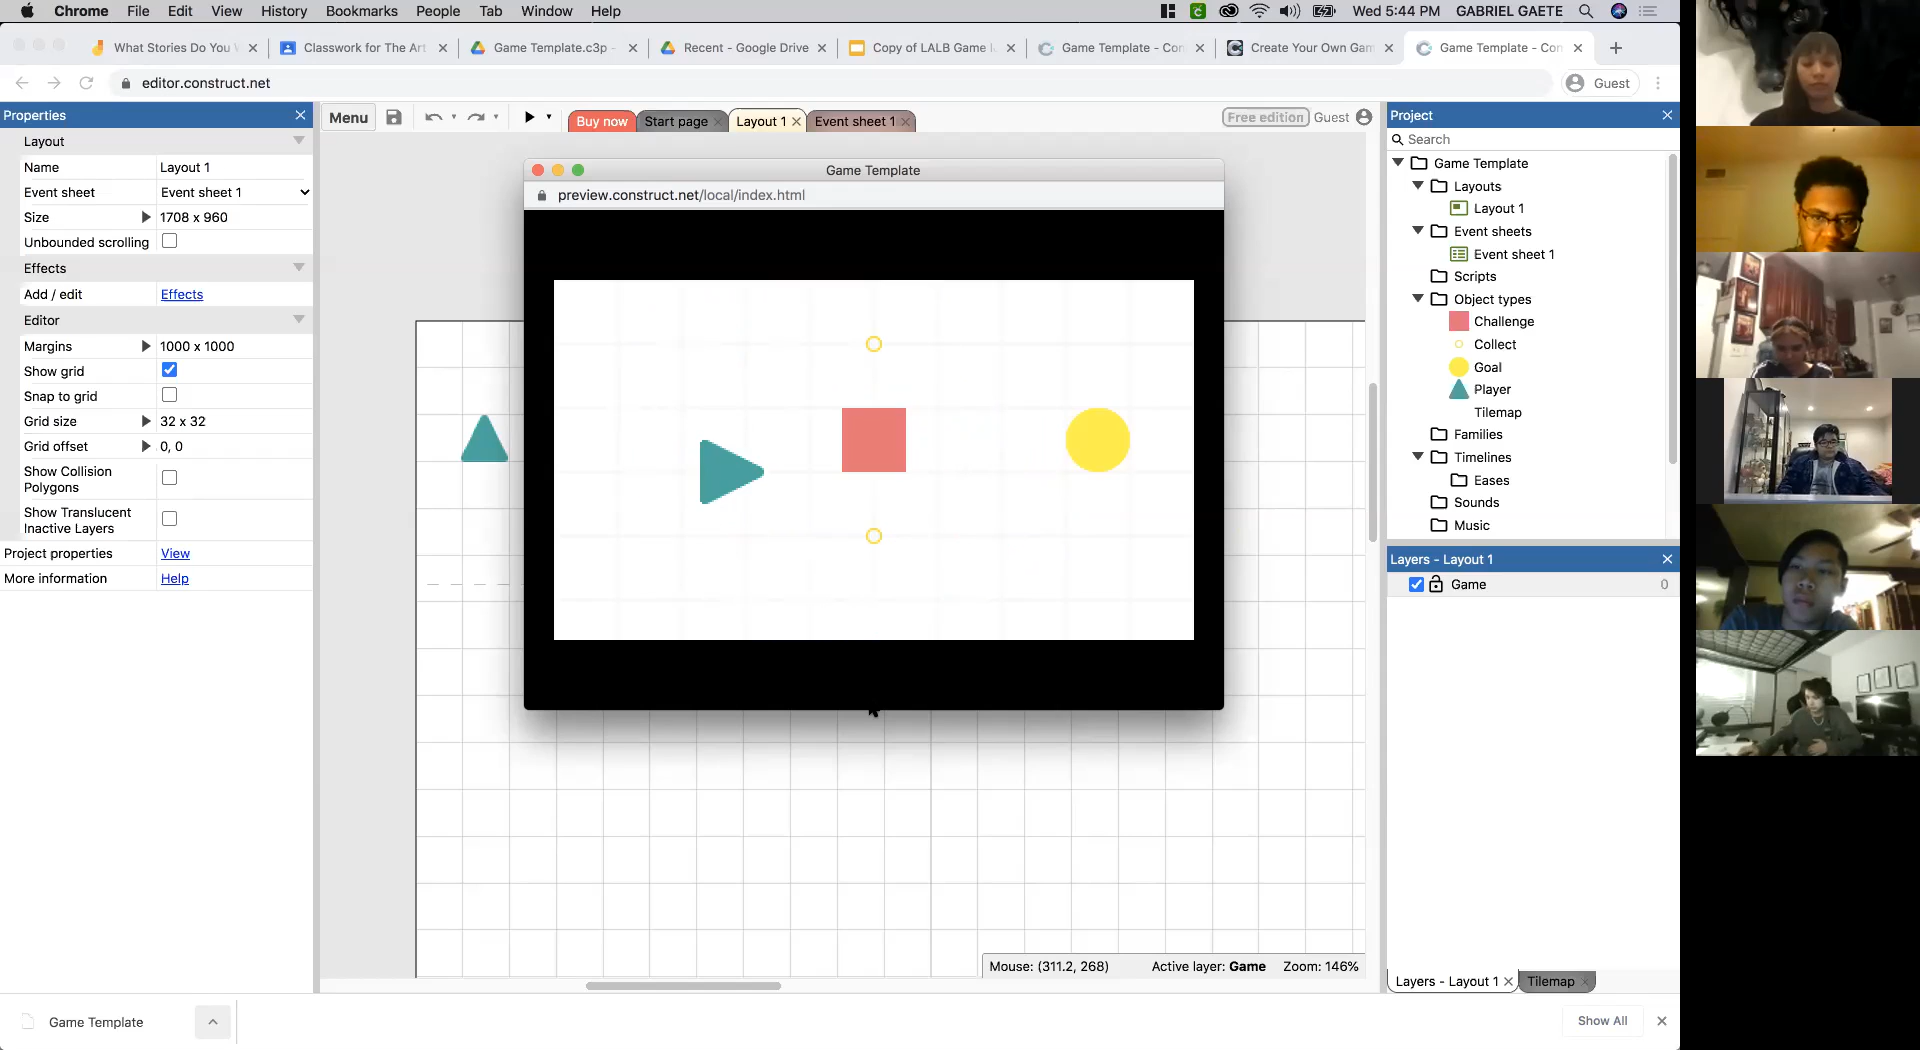 Chrome File Edit View History Bookmarks People Tab Window Help Wed 5:44 PM GABRIEL GAETE
What Stories Do You
Classwork for The Art
Game Template.c3p -
Recent - Google Drive
Copy of LALB Game
Game Template - Con
Create Your Own Gam
Game Template - Con
editor.construct.net
Guest
Properties
Layout
Name Layout 1
Event sheet Event sheet 1
Size 1708 x 960
Unbounded scrolling
Effects
Add / edit Effects
Editor
Margins 1000 x 1000
Show grid
Snap to grid
Grid size 32 x 32
Grid offset 0, 0
Show Collision
Polygons
Show Translucent
Inactive Layers
Project properties View
More information Help
Menu
Buy now
Start page
Layout 1
Event sheet 1
Free edition Guest
Game Template
preview.construct.net/local/index.html
Mouse: (311.2, 268) Active layer: Game Zoom: 146%
Project
Search
Game Template
Layouts
Layout 1
Event sheets
Event sheet 1
Scripts
Object types
Challenge
Collect
Goal
Player
Tilemap
Families
Timelines
Eases
Sounds
Music
Layers - Layout 1
Game 0
Layers - Layout 1
Tilemap
Game Template
Show All